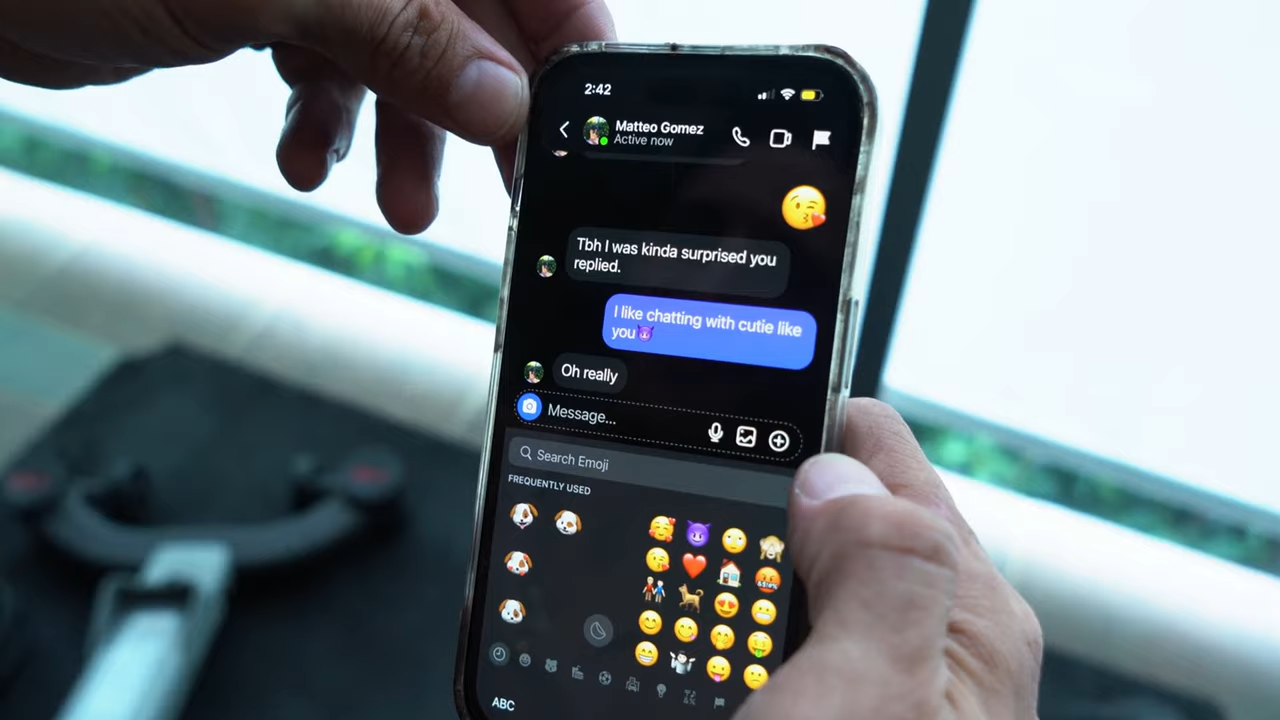 2:42
Matteo Gomez
Active now
Tbh I was kinda surprised you
replied.
I like chatting with cutie like
you😈
Oh really
Message...
Search Emoji
FREQUENTLY USED
ABC